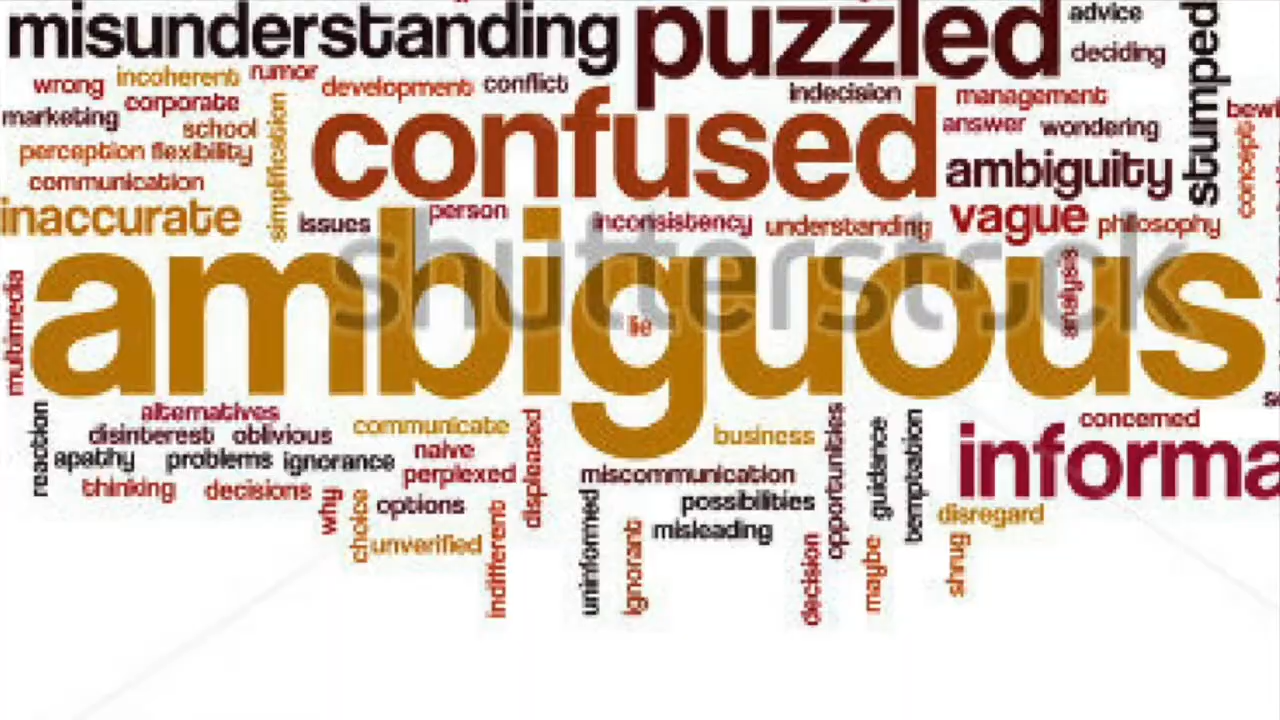 misunderstanding
puzzled
advice
deciding
stumped
wrong
incoherent
rumor
development
conflict
indecision
management
marketing
corporate
school
simplification
confused
answer
wondering
perception
flexibility
ambiguity
concept
communication
inaccurate
issues
person
inconsistency
understanding
vague
philosophy
shutterstock
multimedia
ambiguous
lie
analysis
reaction
alternatives
communicate
displeased
concerned
disinterest
oblivious
business
opportunities
guidance
temptation
informa
apathy
problems
ignorance
naive
perplexed
miscommunication
thinking
decisions
why
choice
options
possibilities
disregard
unverified
indifferent
uninformed
ignorant
misleading
decision
maybe
shrug